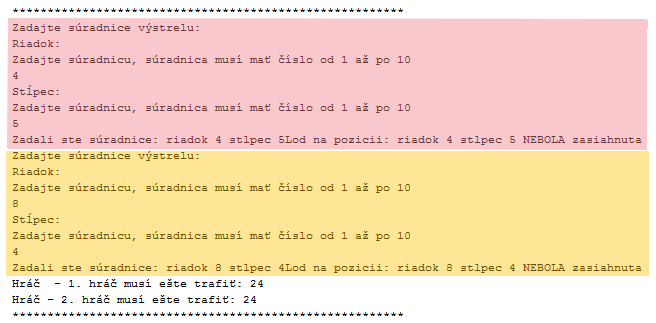 ********************************************************
Zadajte súradnice výstrelu:
Riadok:
Zadajte súradnicu, súradnica musí mať číslo od 1 až po 10
4
Stĺpec:
Zadajte súradnicu, súradnica musí mať číslo od 1 až po 10
5
Zadali ste súradnice: riadok 4 stlpec 5Lod na pozicii: riadok 4 stlpec 5 NEBOLA zasiahnuta
Zadajte súradnice výstrelu:
Riadok:
Zadajte súradnicu, súradnica musí mať číslo od 1 až po 10
8
Stĺpec:
Zadajte súradnicu, súradnica musí mať číslo od 1 až po 10
4
Zadali ste súradnice: riadok 8 stlpec 4Lod na pozicii: riadok 8 stlpec 4 NEBOLA zasiahnuta
Hráč  - 1. hráč musí ešte trafiť: 24
Hráč - 2. hráč musí ešte trafiť: 24
********************************************************